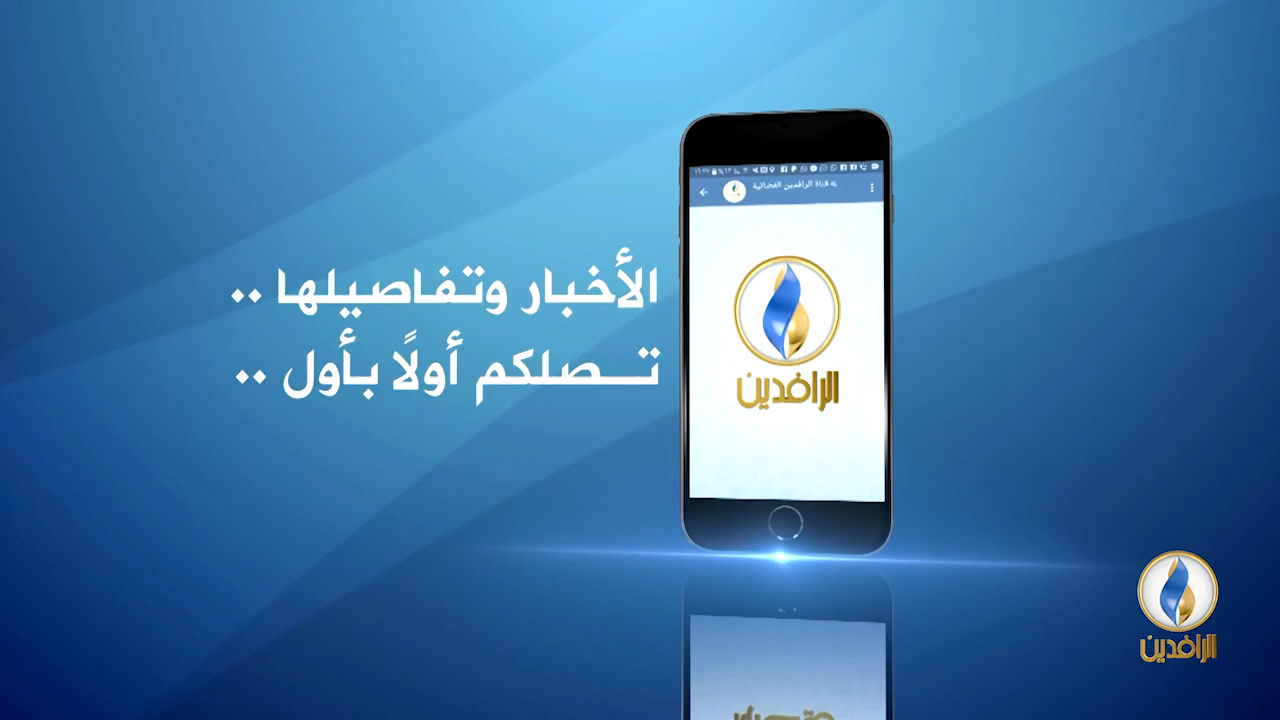 قناة الرافدين الفضائية
الأخبار وتفاصيلها ..
تـــصلكم أولًا بأول ..
الرافدين
الرافدين